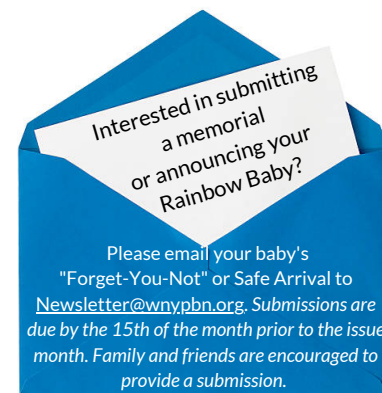 Interested in submitting
a memorial
or announcing your
Rainbow Baby?
Please email your baby's
"Forget-You-Not" or Safe Arrival to
Newsletter@wnypbn.org. Submissions are
due by the 15th of the month prior to the issue
month. Family and friends are encouraged to
provide a submission.